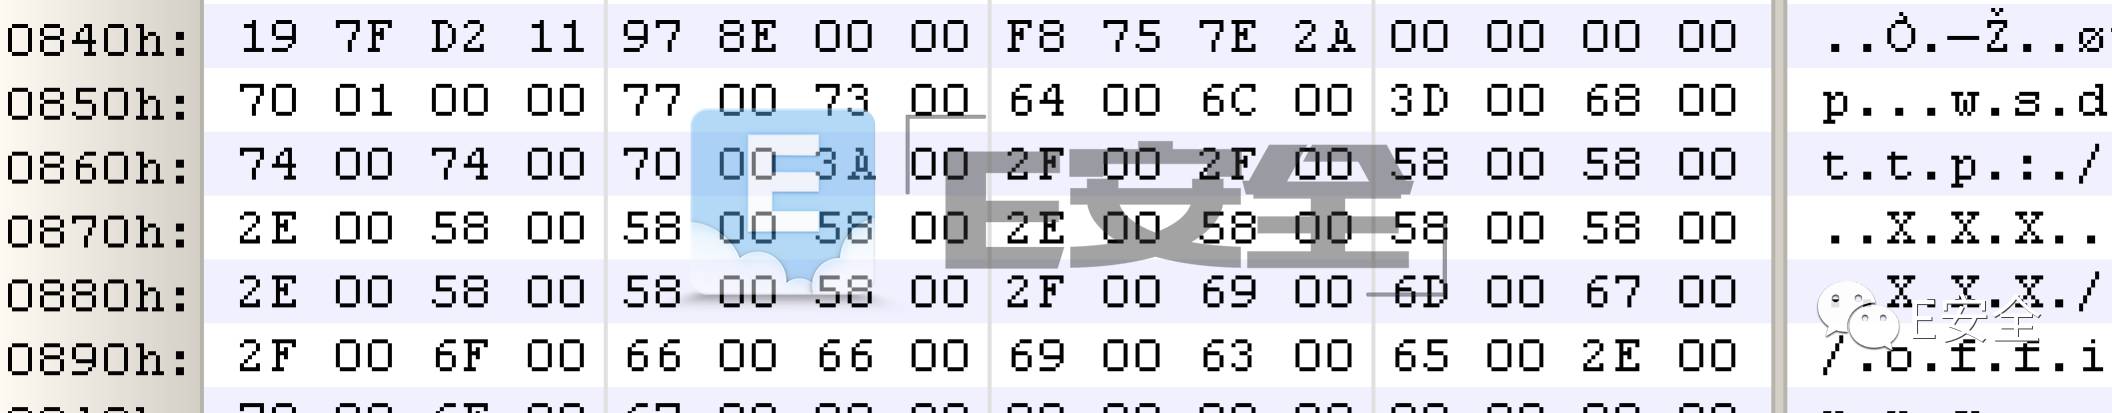 0840h: 19 7F D2 11 97 8E 00 00 F8 75 7E 2A 00 00 00 00 ..Ò.—Ž..ø
0850h: 70 01 00 00 77 00 73 00 64 00 6C 00 3D 00 68 00 p...w.s.d
0860h: 74 00 74 00 70 00 3A 00 2F 00 2F 00 58 00 58 00 t.t.p.:./
0870h: 2E 00 58 00 58 00 58 00 2E 00 58 00 58 00 58 00 ..X.X.X..
0880h: 2E 00 58 00 58 00 58 00 2F 00 69 00 6D 00 67 00 ..X.X.X./
0890h: 2F 00 6F 00 66 00 66 00 69 00 63 00 65 00 2E 00 /.o.f.f.i
E
E安全
E安全